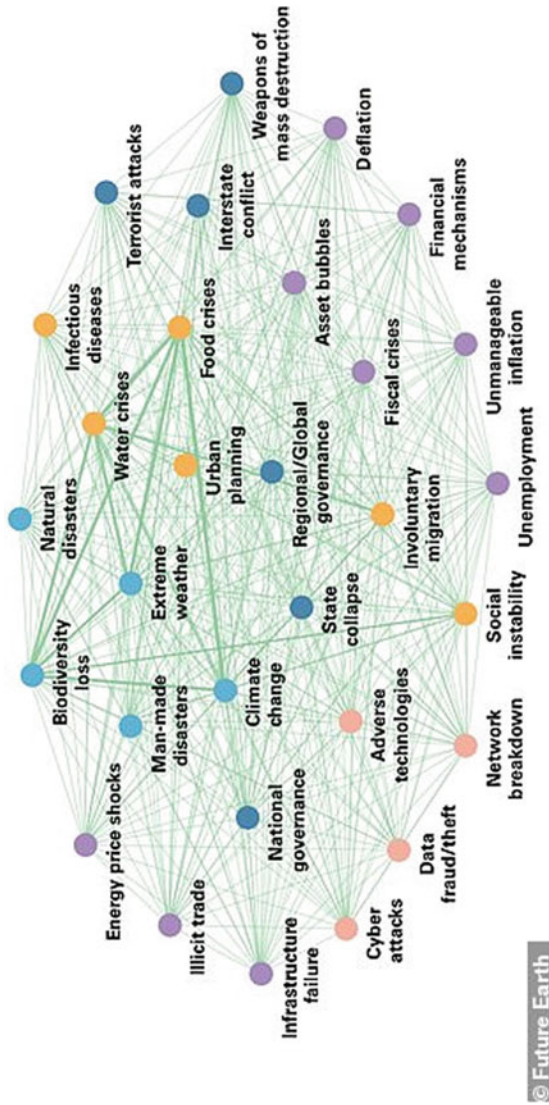 Natural
disasters
Biodiversity
loss
Infectious
diseases
Water crises
Terrorist attacks
Energy price shocks
Man-made
disasters
Extreme
weather
Food crises
Urban
planning
Interstate
conflict
Weapons of
mass destruction
Illicit trade
Climate
change
National
governance
Regional/Global
governance
Asset bubbles
Deflation
Infrastructure
failure
State
collapse
Fiscal crises
Financial
mechanisms
Cyber
attacks
Adverse
technologies
Involuntary
migration
Unmanageable
inflation
Data
fraud/theft
Network
breakdown
Social
instability
Unemployment
© Future Earth